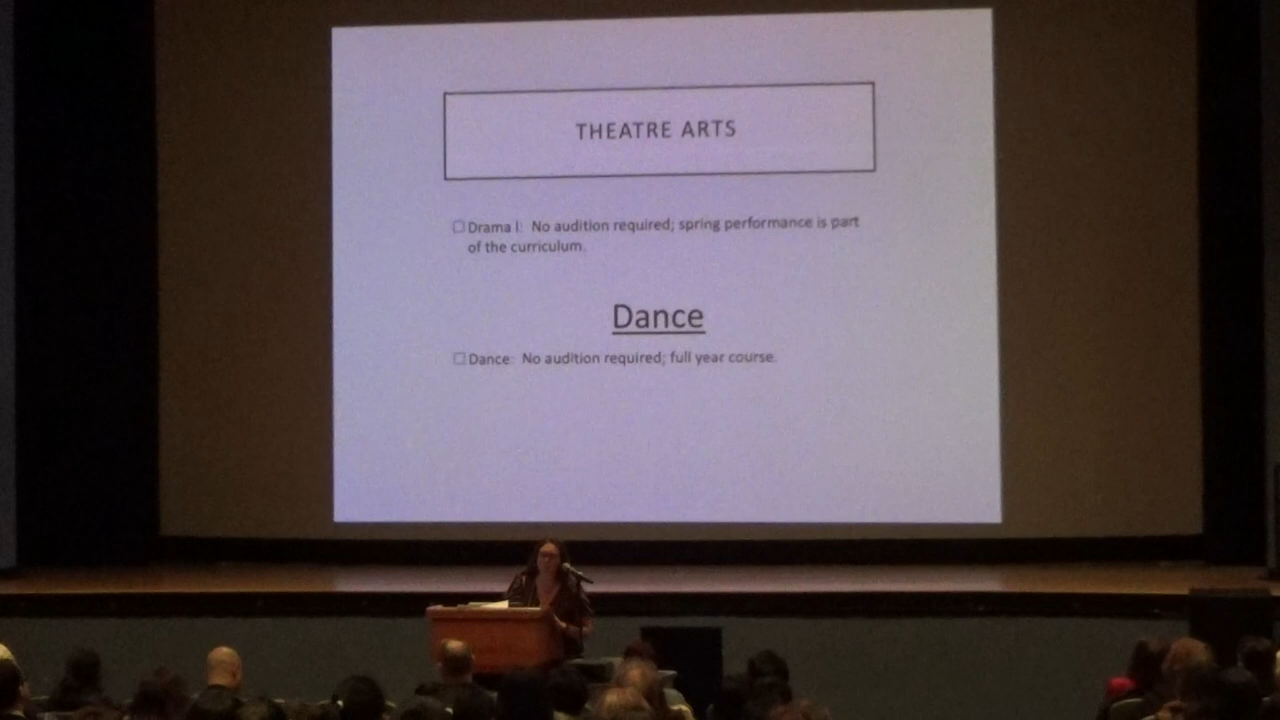 THEATRE ARTS
Drama I: No audition required; spring performance is part
of the curriculum.
Dance
Dance: No audition required; full year course.